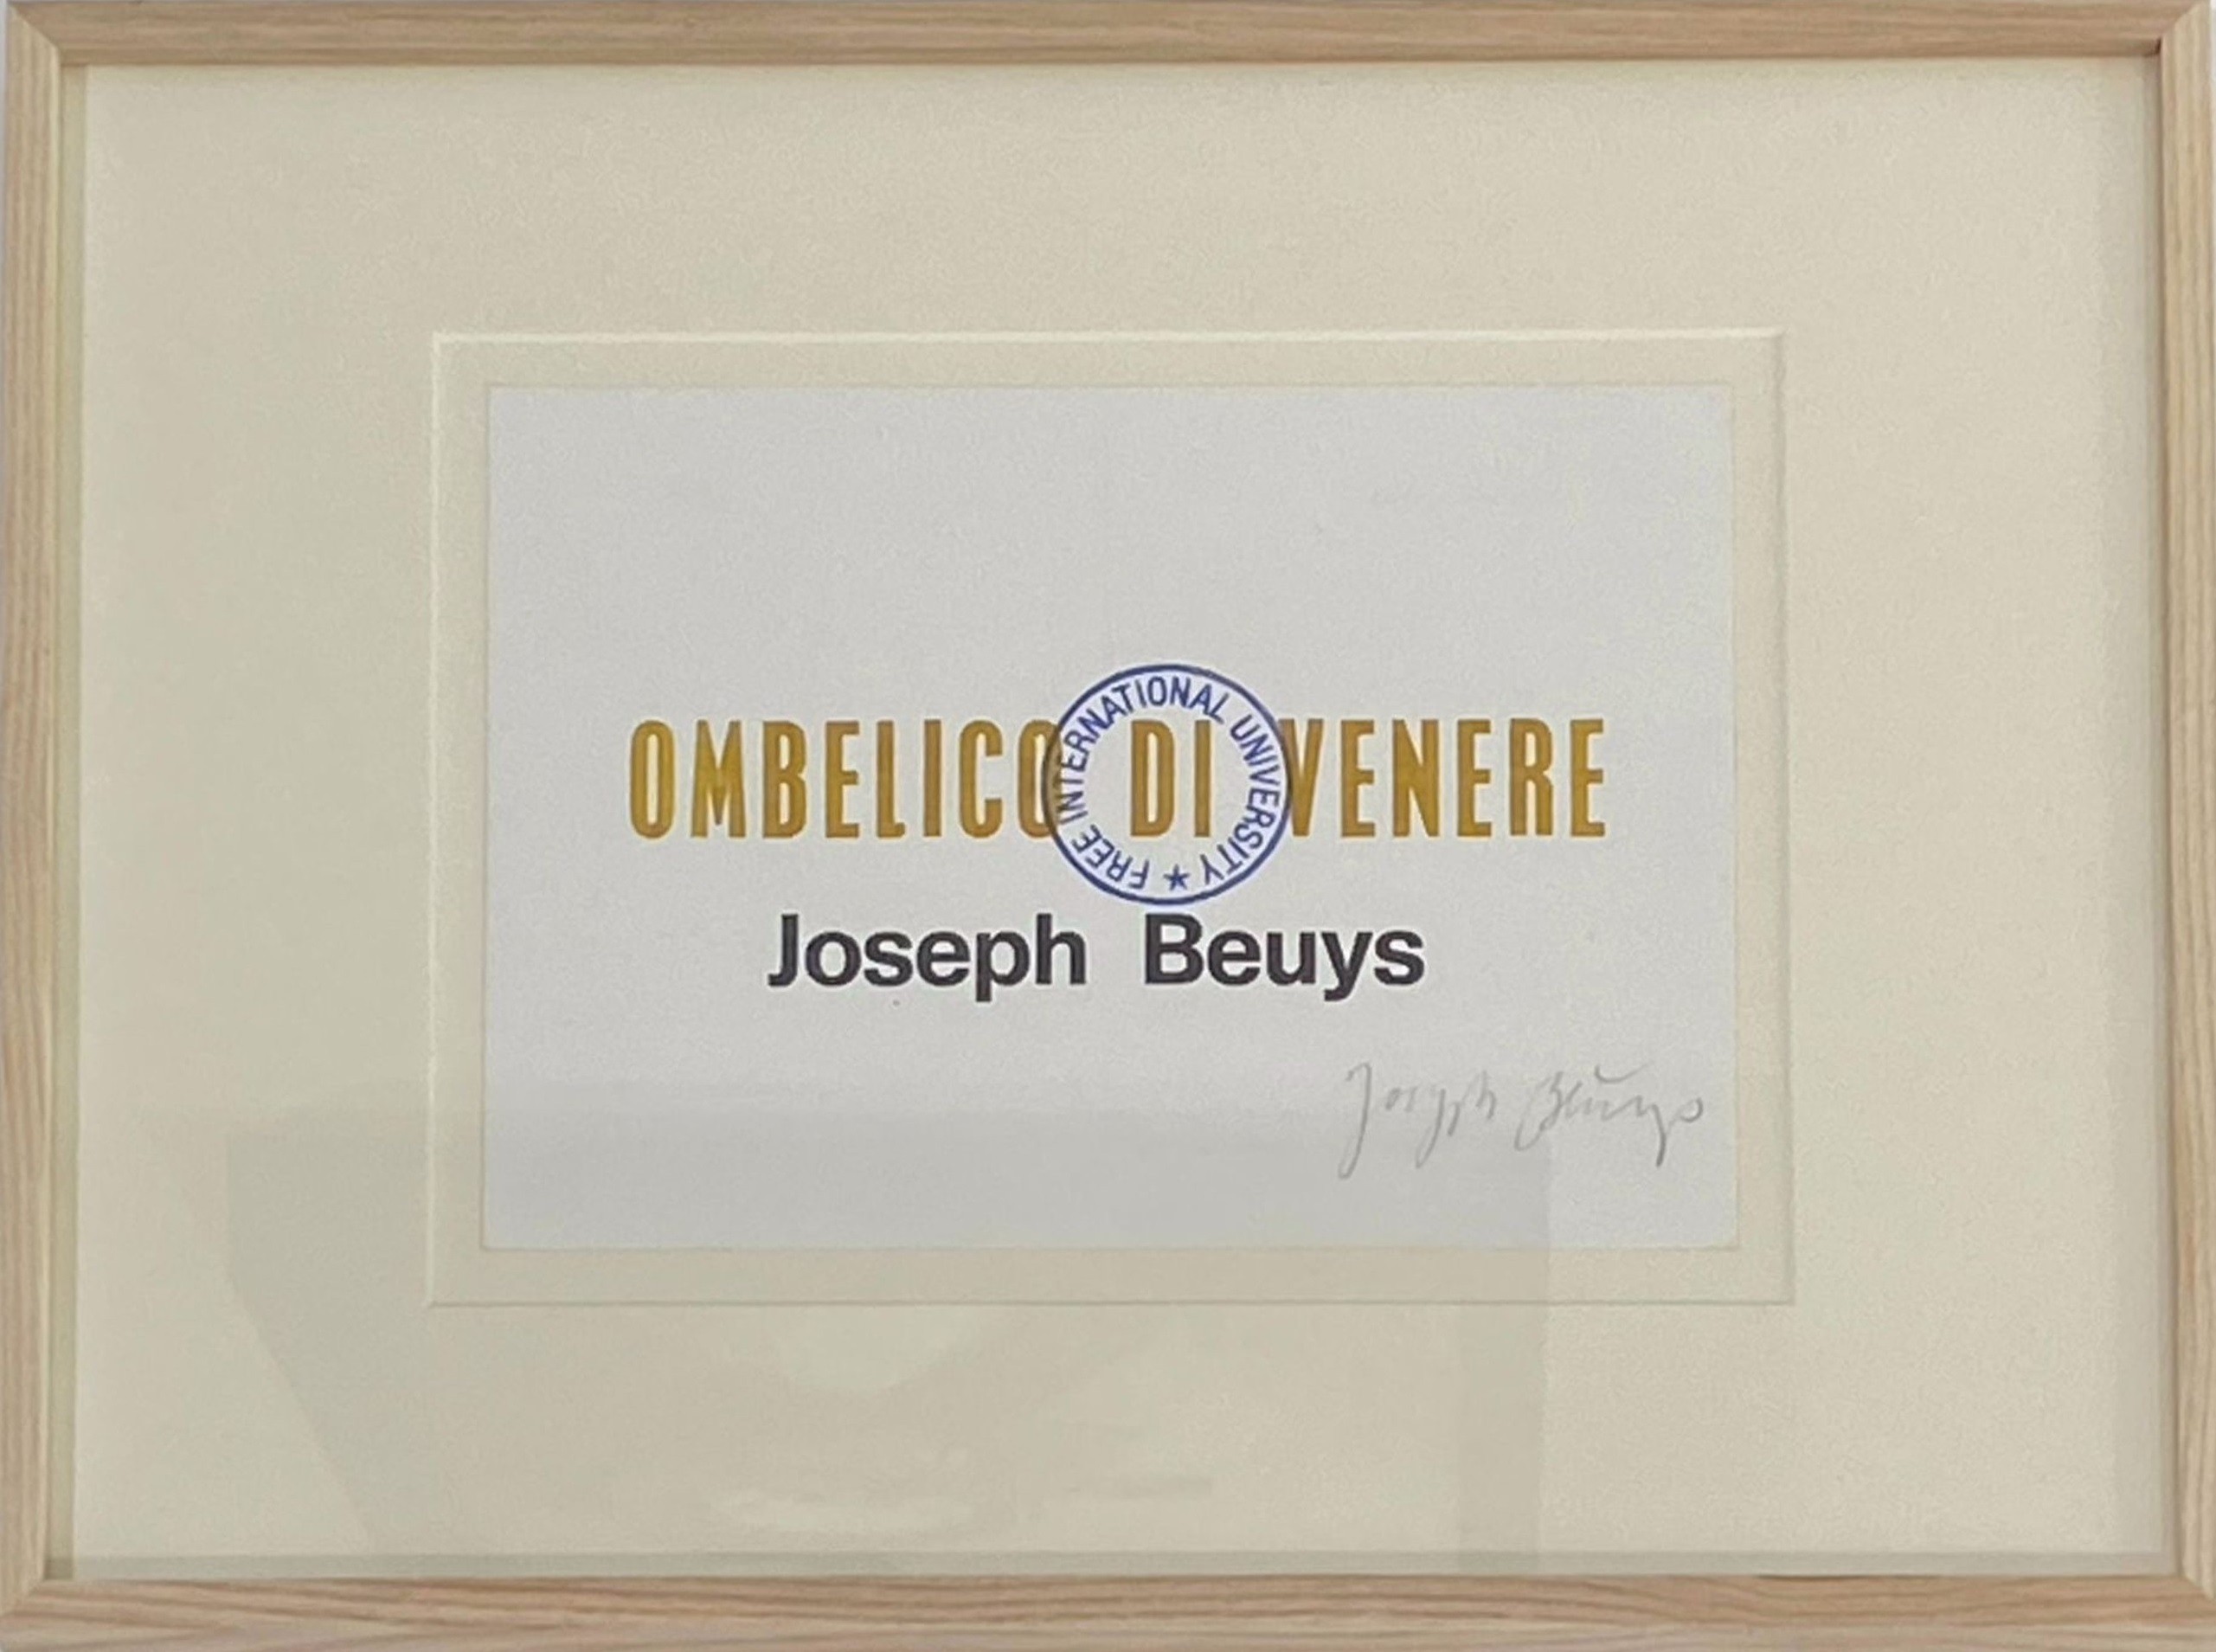 OMBELICO DI VENERE
FREE INTERNATIONAL UNIVERSITY ★
Joseph Beuys
Joseph Beuys